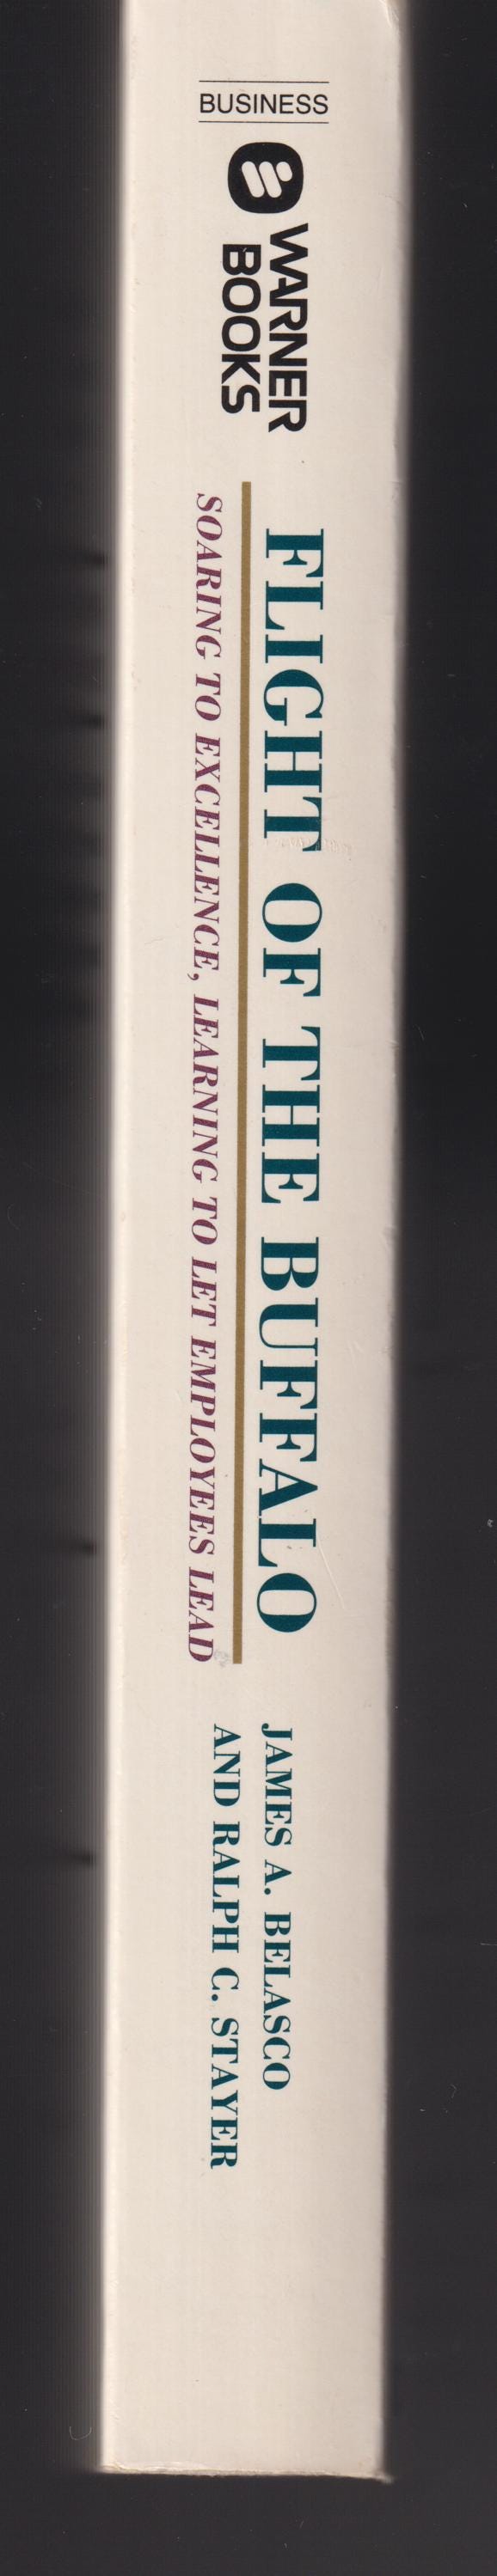 BUSINESS
WARNER
BOOKS
FLIGHT OF THE BUFFALO
SOARING TO EXCELLENCE, LEARNING TO LET EMPLOYEES LEAD
JAMES A. BELASCO
AND RALPH C. STAYER